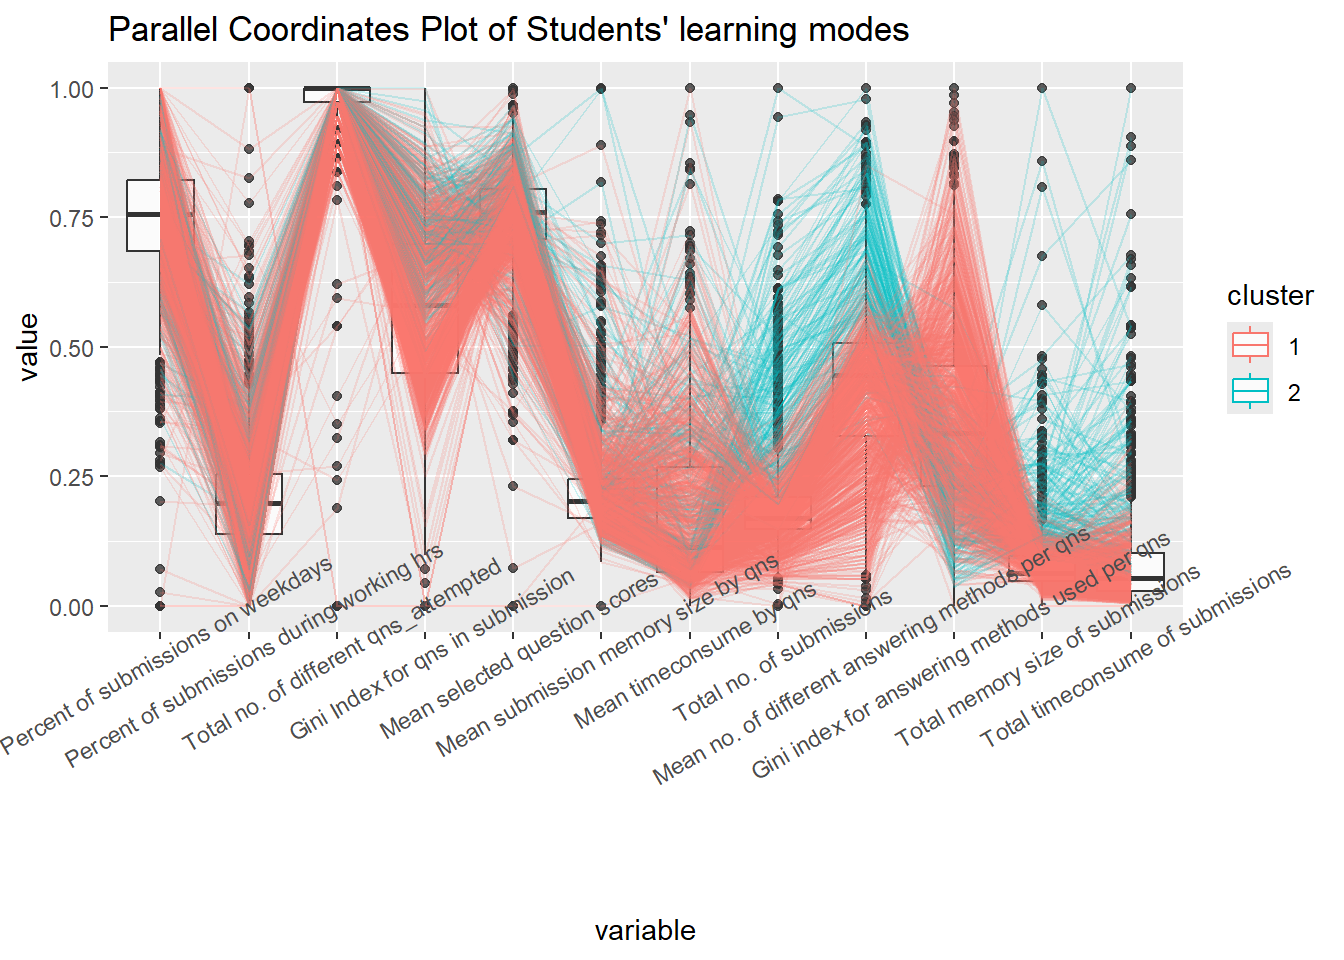 Parallel Coordinates Plot of Students' learning modes
1.00
0.75
0.50
0.25
0.00
value
Percent of submissions on weekdays
Percent of submissions during working hrs
Total no. of different qns_attempted
Gini Index for qns in submission
Mean selected question scores
Mean submission memory size by qns
Mean timeconsume by qns
Total no. of submissions
Mean no. of different answering methods per qns
Gini index for answering methods used per qns
Total memory size of submissions
Total timeconsume of submissions
variable
cluster
1
2